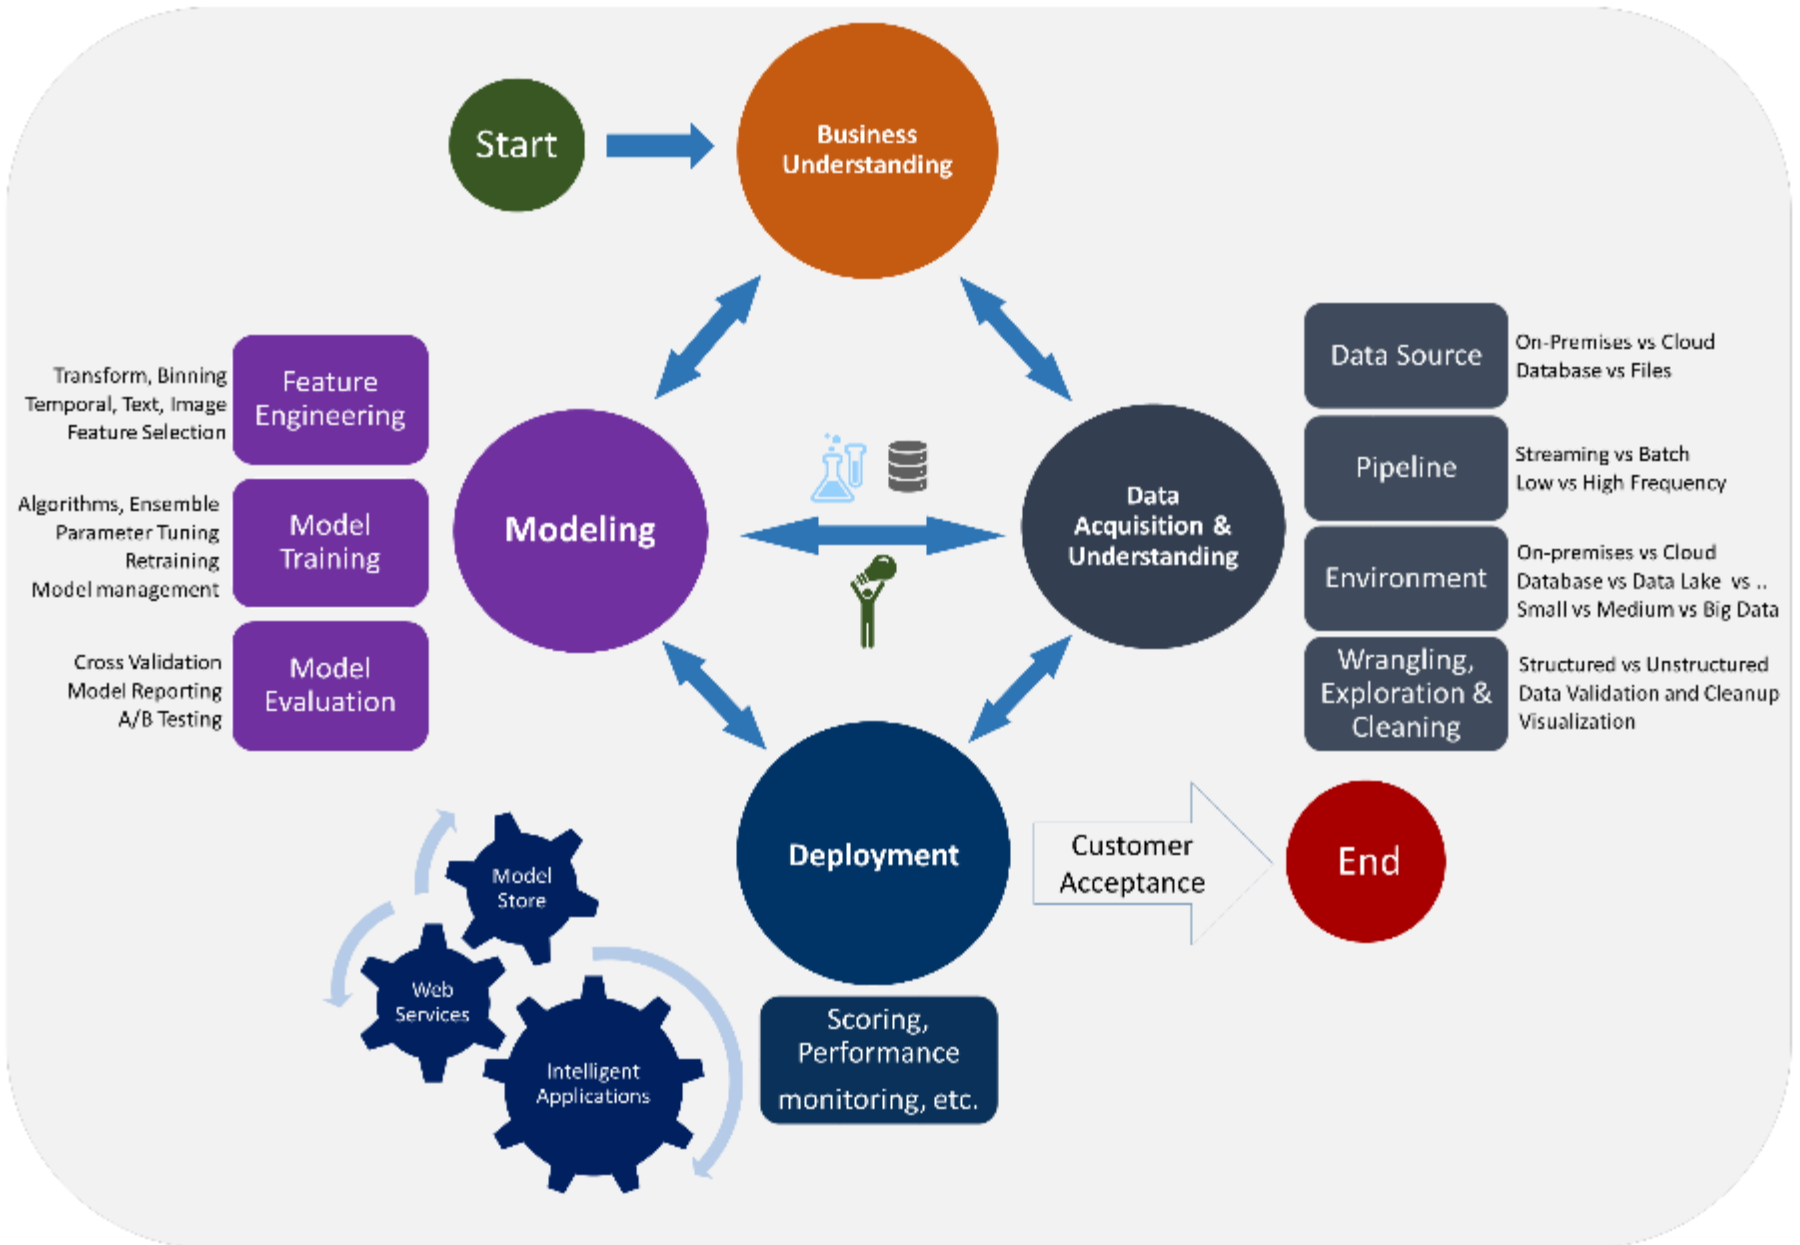 Start
Business
Understanding
Feature
Engineering
Transform, Binning
Temporal, Text, Image
Feature Selection
Model
Training
Algorithms, Ensemble
Parameter Tuning
Retraining
Model management
Model
Evaluation
Cross Validation
Model Reporting
A/B Testing
Modeling
Data
Acquisition &
Understanding
Data Source
On-Premises vs Cloud
Database vs Files
Pipeline
Streaming vs Batch
Low vs High Frequency
Environment
On-premises vs Cloud
Database vs Data Lake vs ..
Small vs Medium vs Big Data
Wrangling,
Exploration &
Cleaning
Structured vs Unstructured
Data Validation and Cleanup
Visualization
Deployment
Customer
Acceptance
End
Model
Store
Web
Services
Intelligent
Applications
Scoring,
Performance
monitoring, etc.